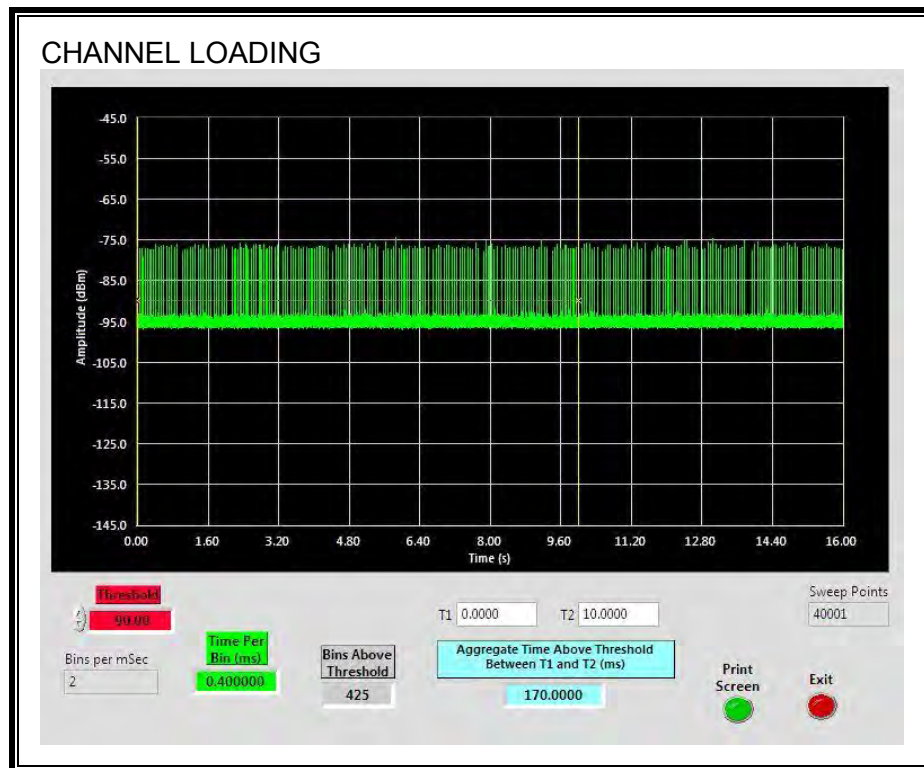 CHANNEL LOADING
-45.0
-55.0
-65.0
-75.0
-85.0
-95.0
-105.0
-115.0
-125.0
-135.0
-145.0
Amplitude (dBm)
0.00 1.60 3.20 4.80 6.40 8.00 9.60 11.20 12.80 14.40 16.00
Time (s)
Threshold
-90.00
Bins per mSec
2
Time Per
Bin (ms)
0.400000
Bins Above
Threshold
425
T1 0.0000 T2 10.0000
Aggregate Time Above Threshold
Between T1 and T2 (ms)
170.0000
Sweep Points
40001
Print
Screen
Exit